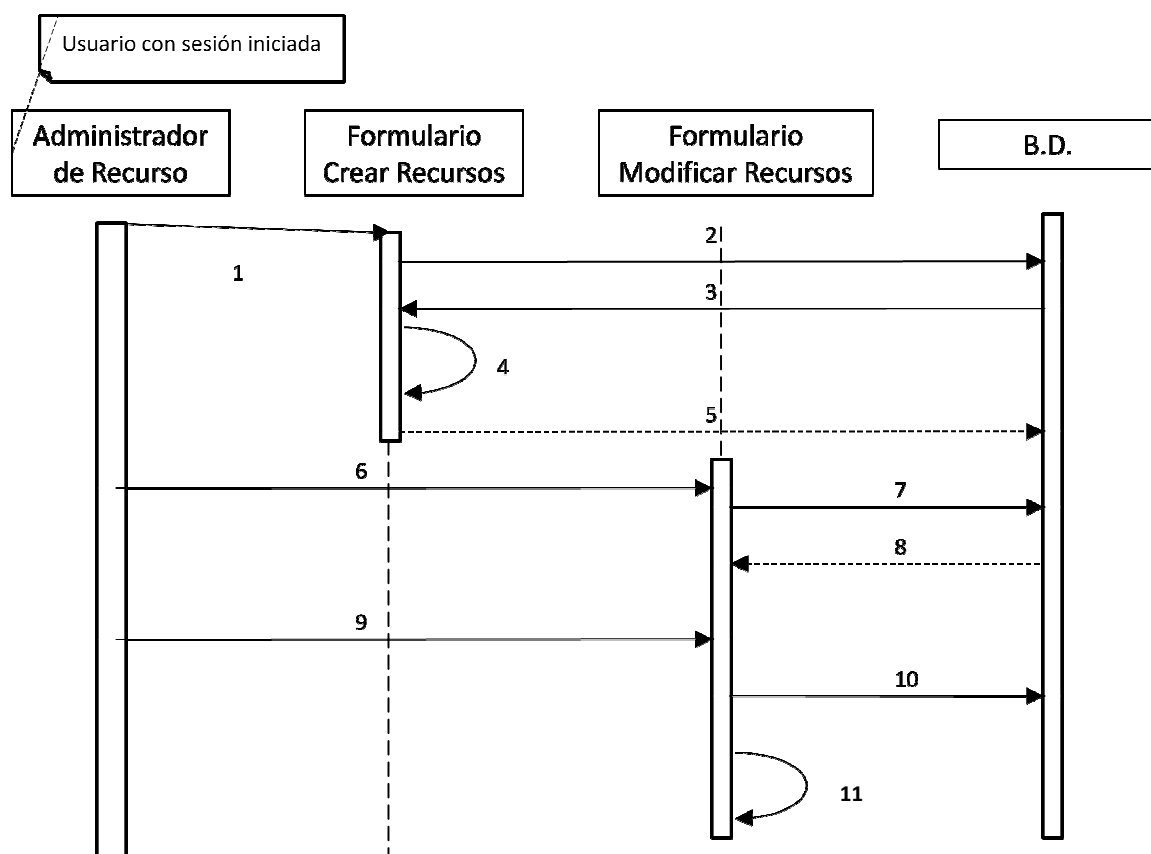 Usuario con sesión iniciada
Administrador
de Recurso
Formulario
Crear Recursos
Formulario
Modificar Recursos
B.D.
1
2
3
4
5
6
7
8
9
10
11